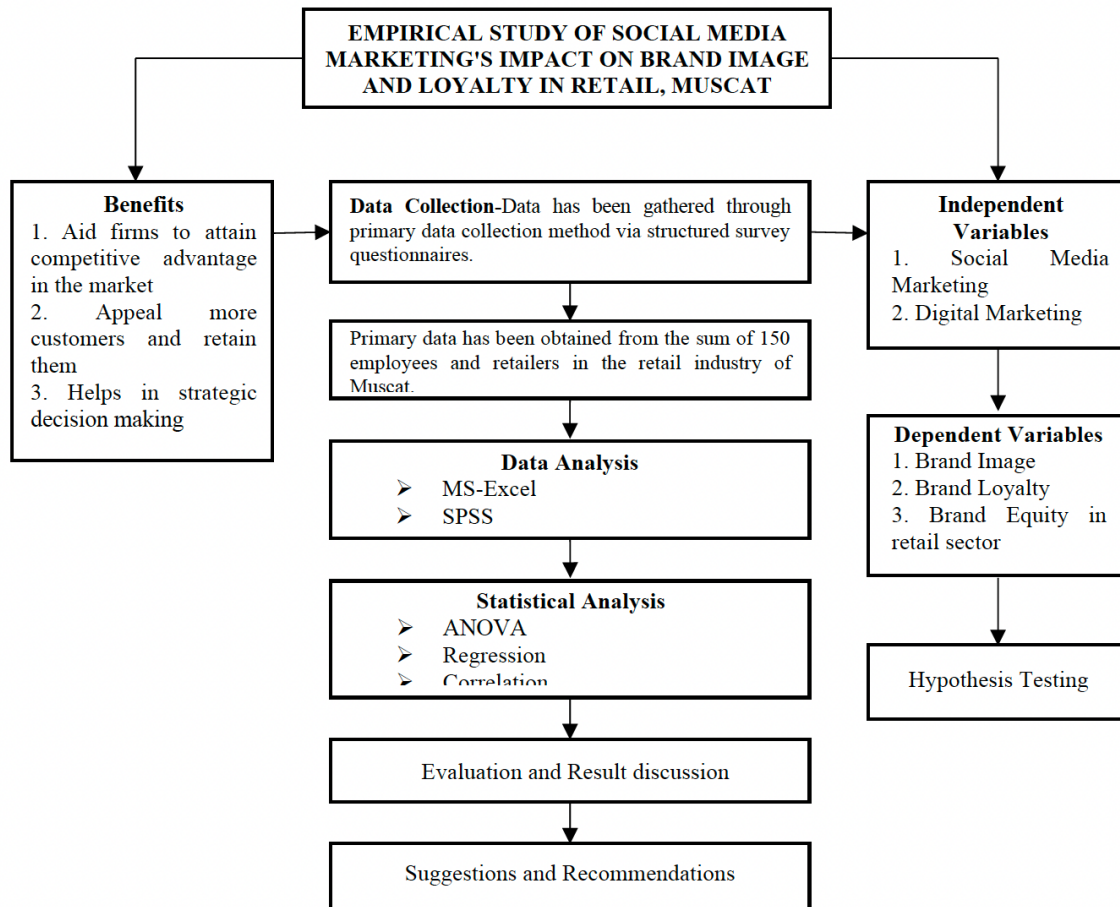 EMPIRICAL STUDY OF SOCIAL MEDIA
MARKETING'S IMPACT ON BRAND IMAGE
AND LOYALTY IN RETAIL, MUSCAT
Benefits
1. Aid firms to attain
competitive advantage
in the market
2. Appeal more
customers and retain
them
3. Helps in strategic
decision making
Data Collection-Data has been gathered through
primary data collection method via structured survey
questionnaires.
Primary data has been obtained from the sum of 150
employees and retailers in the retail industry of
Muscat.
Data Analysis
➢ MS-Excel
➢ SPSS
Statistical Analysis
➢ ANOVA
➢ Regression
➢ Correlation
Evaluation and Result discussion
Suggestions and Recommendations
Independent
Variables
1. Social Media
Marketing
2. Digital Marketing
Dependent Variables
1. Brand Image
2. Brand Loyalty
3. Brand Equity in
retail sector
Hypothesis Testing